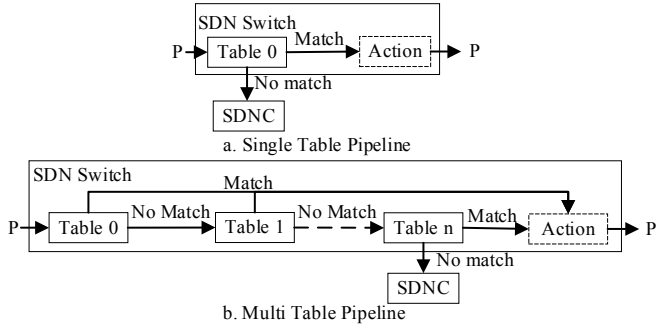 SDN Switch
P
Table 0
Match
Action
P
No match
SDNC
a. Single Table Pipeline
SDN Switch
Match
P
Table 0
No Match
Table 1
No Match
Table n
Match
Action
P
No match
SDNC
b. Multi Table Pipeline